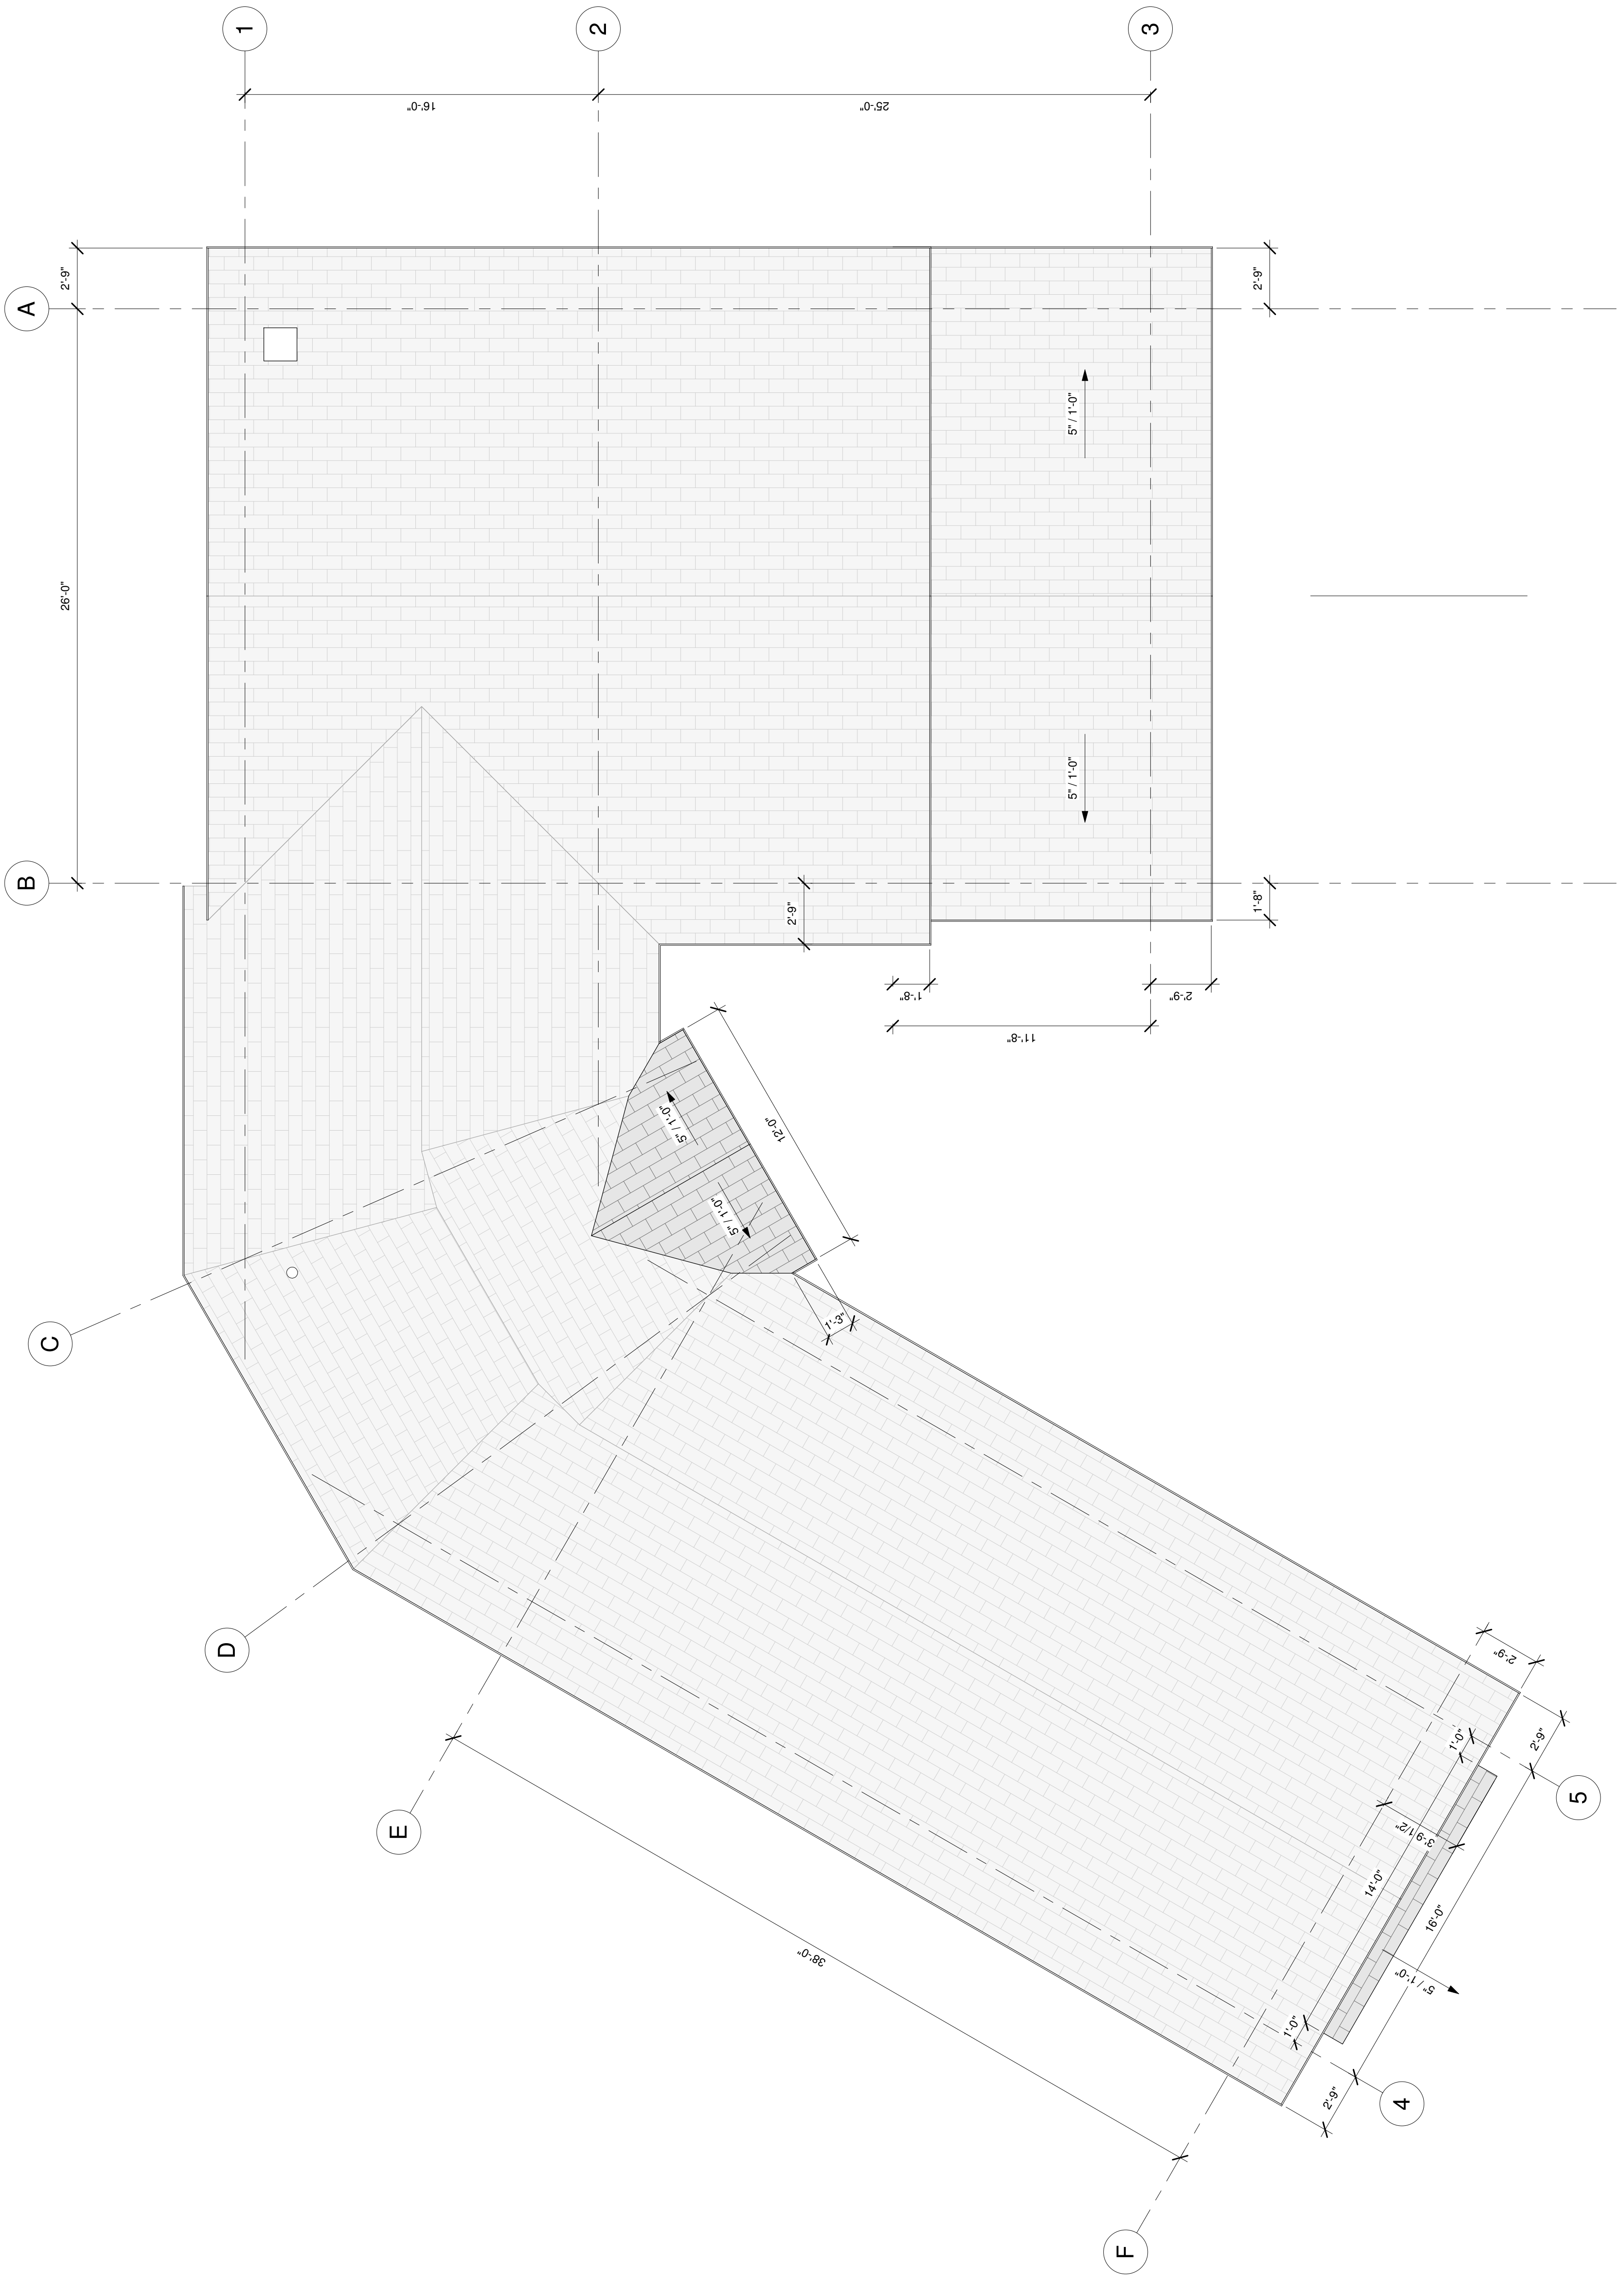 1
2
3
16'-0"
25'-0"
2'-9"
A
26'-0"
B
2'-9"
5" / 1'-0"
5" / 1'-0"
2'-9"
1'-8"
1'-8"
2'-9"
11'-8"
5" / 1'-0"
12'-0"
5" / 1'-0"
1'-3"
C
D
E
38'-0"
2'-9"
1'-0"
2'-9"
5
3'-9 1/2"
14'-0"
16'-0"
5" / 1'-0"
1'-0"
2'-9"
4
F